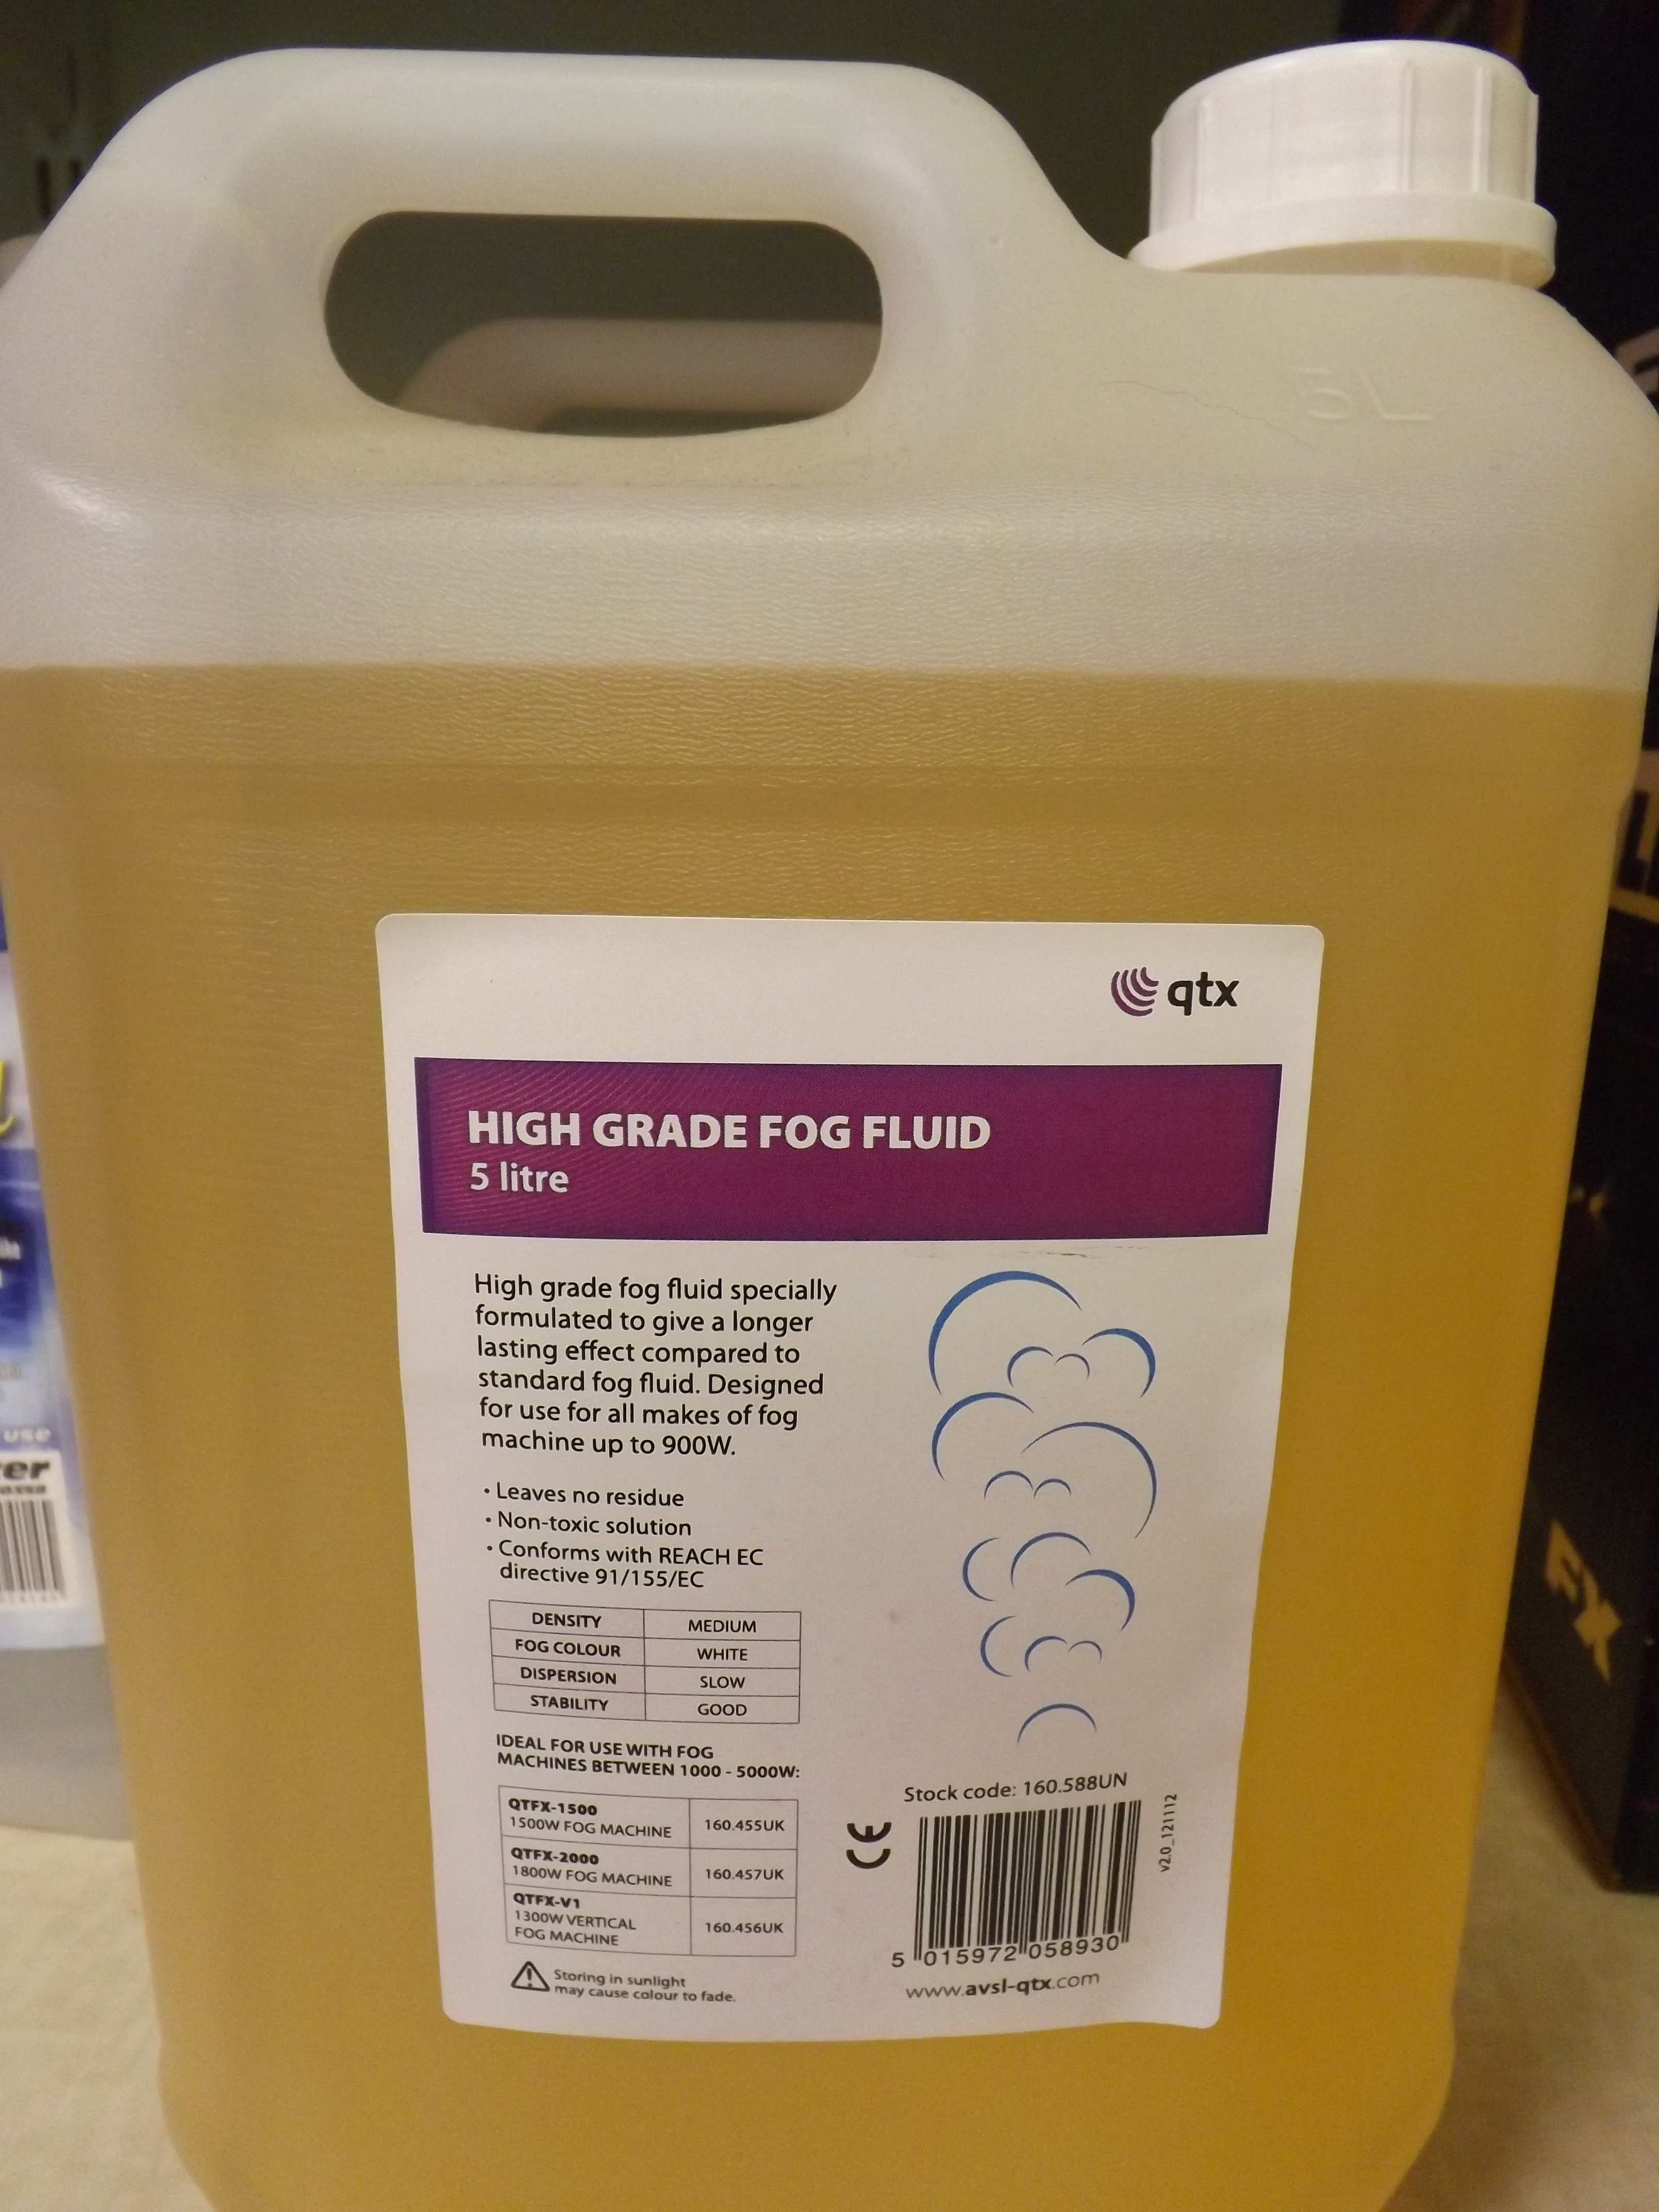 5L
qtx
HIGH GRADE FOG FLUID
5 litre
High grade fog fluid specially
formulated to give a longer
lasting effect compared to
standard fog fluid. Designed
for use for all makes of fog
machine up to 900W.
• Leaves no residue
• Non-toxic solution
• Conforms with REACH EC
directive 91/155/EC
DENSITY MEDIUM
FOG COLOUR WHITE
DISPERSION SLOW
STABILITY GOOD
IDEAL FOR USE WITH FOG
MACHINES BETWEEN 1000 - 5000W:
QTFX-1500
1500W FOG MACHINE 160.455UK
QTFX-2000
1800W FOG MACHINE 160.457UK
QTFX-V1
1300W VERTICAL
FOG MACHINE 160.456UK
Storing in sunlight
may cause colour to fade.
Stock code: 160.588UN
CE
v2.0_121112
5 015972 058930
www.avsl-qtx.com
use
FX